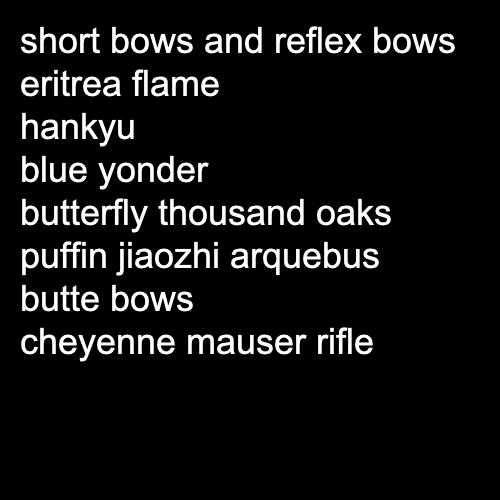 short bows and reflex bows
eritrea flame
hankyu
blue yonder
butterfly thousand oaks
puffin jiaozhi arquebus
butte bows
cheyenne mauser rifle